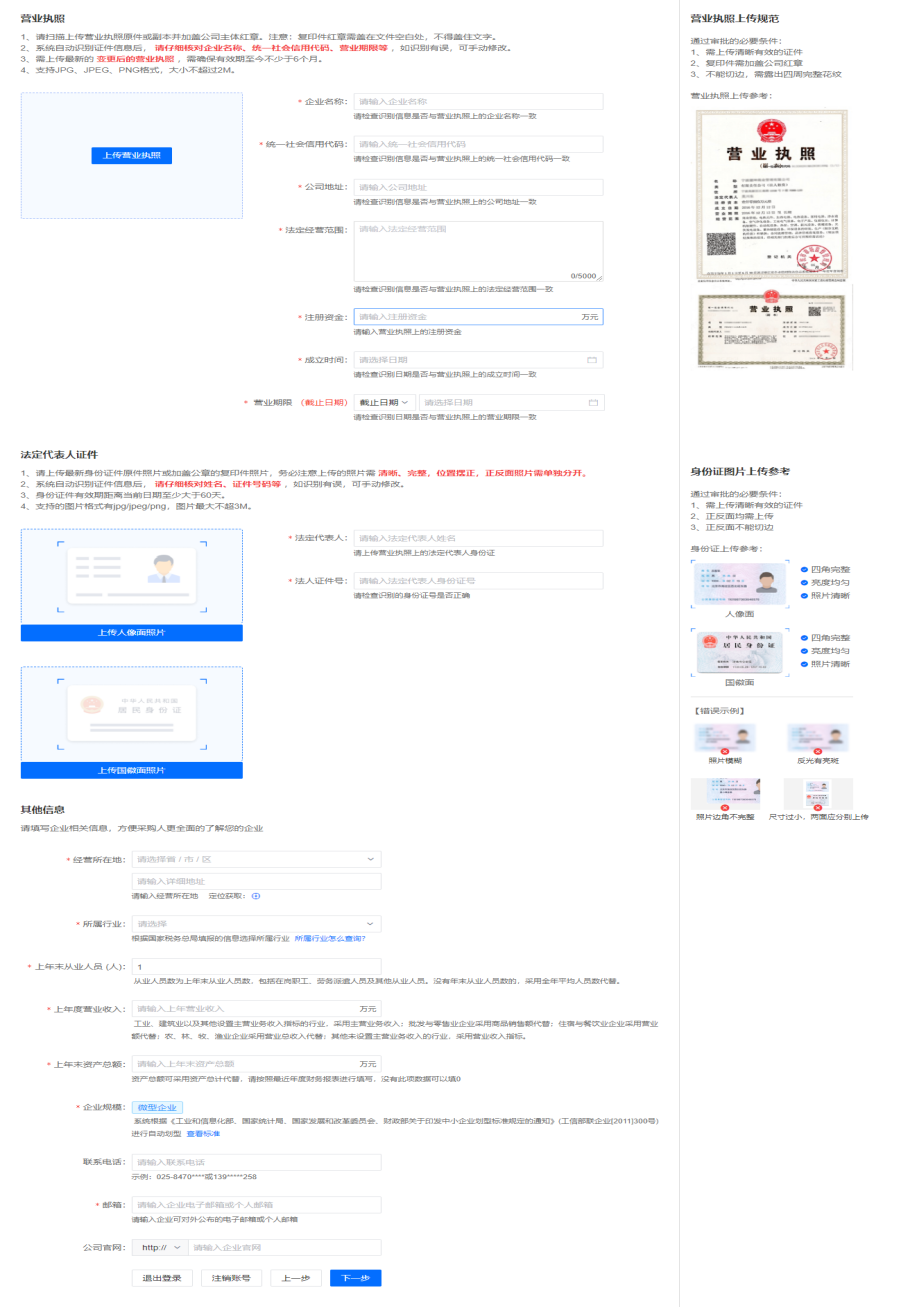 营业执照
1、请扫描上传营业执照原件或副本并加盖公司主体红章。注意：复印件红章需盖在文件空白处，不得盖住文字。
2、系统自动识别证件信息后，请仔细核对企业名称、统一社会信用代码、营业期限等，如识别有误，可手动修改。
3、需上传最新的 变更后的营业执照，需确保有效期至今不少于6个月。
4、支持JPG、JPEG、PNG格式，大小不超过2M。
上传营业执照
* 企业名称： 请输入企业名称
请检查识别信息是否与营业执照上的企业名称一致
* 统一社会信用代码： 请输入统一社会信用代码
请检查识别信息是否与营业执照上的统一社会信用代码一致
* 公司地址： 请输入公司地址
请检查识别信息是否与营业执照上的公司地址一致
* 法定经营范围： 请输入法定经营范围
0/5000
请检查识别信息是否与营业执照上的法定经营范围一致
* 注册资金： 请输入注册资金 万元
请输入营业执照上的注册资金
* 成立时间： 请选择日期
请检查识别日期是否与营业执照上的成立时间一致
* 营业期限 （截止日期） 截止日期 请选择日期
请检查识别日期是否与营业执照上的营业期限一致
营业执照上传规范
通过审批的必要条件：
1、需上传清晰有效的证件
2、复印件需加盖公司红章
3、不能切边，需露出四周完整花纹
营业执照上传参考：
营业执照
登记机关
营业执照
法定代表人证件
1、请上传最新身份证件原件照片或加盖公章的复印件照片，务必注意上传的照片需 清晰、完整，位置摆正，正反面照片需单独分开。
2、系统自动识别证件信息后，请仔细核对姓名、证件号码等，如识别有误，可手动修改。
3、身份证件有效期距离当前日期至少大于60天。
4、支持的图片格式有jpg/jpeg/png，图片最大不超3M。
上传人像面照片
* 法定代表人： 请输入法定代表人姓名
请上传营业执照上的法定代表人身份证
* 法人证件号： 请输入法定代表人身份证号
请检查识别的身份证号是否正确
中华人民共和国
居民身份证
上传国徽面照片
身份证图片上传参考
通过审批的必要条件：
1、需上传清晰有效的证件
2、正反面均需上传
3、正反面不能切边
身份证上传参考：
四角完整
亮度均匀
照片清晰
人像面
中华人民共和国
居民身份证
四角完整
亮度均匀
照片清晰
国徽面
【错误示例】
照片模糊 反光有亮斑
照片边角不完整 尺寸过小，两面应分别上传
其他信息
请填写企业相关信息，方便采购人更全面的了解您的企业
* 经营所在地： 请选择省 / 市 / 区
请输入详细地址
请输入经营所在地 定位获取：
* 所属行业： 请选择
根据国家税务总局填报的信息选择所属行业 所属行业怎么查询?
* 上年末从业人员 (人)： 1
从业人员数为上年末从业人员数，包括在岗职工、劳务派遣人员及其他从业人员。没有年末从业人员数的，采用全年平均人员数代替。
* 上年度营业收入： 请输入上年营业收入 万元
工业、建筑业以及其他设置主营业务收入指标的行业，采用主营业务收入；批发与零售业企业采用商品销售额代替；住宿与餐饮业企业采用营业
额代替；农、林、牧、渔业企业采用营业总收入代替；其他未设置主营业务收入的行业，采用营业收入指标。
* 上年末资产总额： 请输入上年末资产总额 万元
资产总额可采用资产总计代替，请按照最近年度财务报表进行填写，没有此项数据可以填0
* 企业规模： 微型企业
系统根据《工业和信息化部、国家统计局、国家发展和改革委员会、财政部关于印发中小企业划型标准规定的通知》(工信部联企业[2011]300号)
进行自动划型 查看标准
联系电话： 请输入联系电话
示例：025-8470****或139*****258
* 邮箱： 请输入企业电子邮箱或个人邮箱
请输入企业可对外公布的电子邮箱或个人邮箱
公司官网： http:// 请输入企业官网
退出登录 注销账号 上一步 下一步